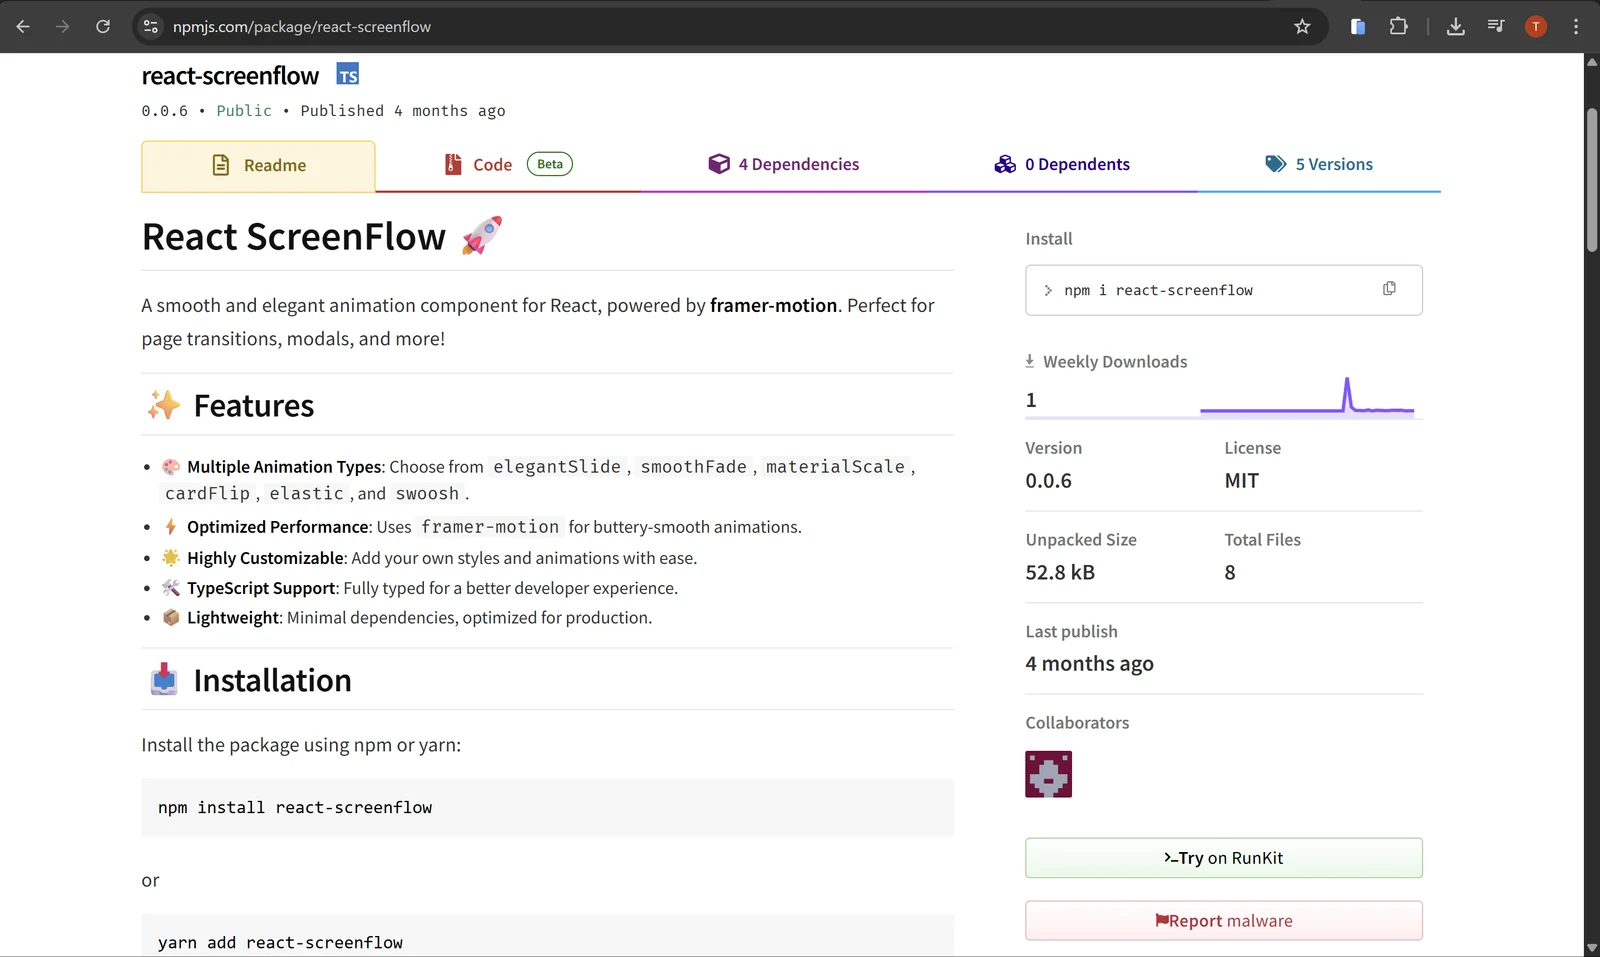 npmjs.com/package/react-screenflow
T
react-screenflow TS
0.0.6 • Public • Published 4 months ago
Readme
Code Beta
4 Dependencies
0 Dependents
5 Versions
React ScreenFlow 🚀
A smooth and elegant animation component for React, powered by framer-motion. Perfect for
page transitions, modals, and more!
✨ Features
• 🎨 Multiple Animation Types: Choose from elegantSlide, smoothFade, materialScale,
cardFlip, elastic, and swoosh.
• ⚡ Optimized Performance: Uses framer-motion for buttery-smooth animations.
• 🌟 Highly Customizable: Add your own styles and animations with ease.
• 🛠 TypeScript Support: Fully typed for a better developer experience.
• 📦 Lightweight: Minimal dependencies, optimized for production.
📥 Installation
Install the package using npm or yarn:
npm install react-screenflow
or
yarn add react-screenflow
Install
> npm i react-screenflow
Weekly Downloads
1
Version
0.0.6
License
MIT
Unpacked Size
52.8 kB
Total Files
8
Last publish
4 months ago
Collaborators
Try on RunKit
Report malware